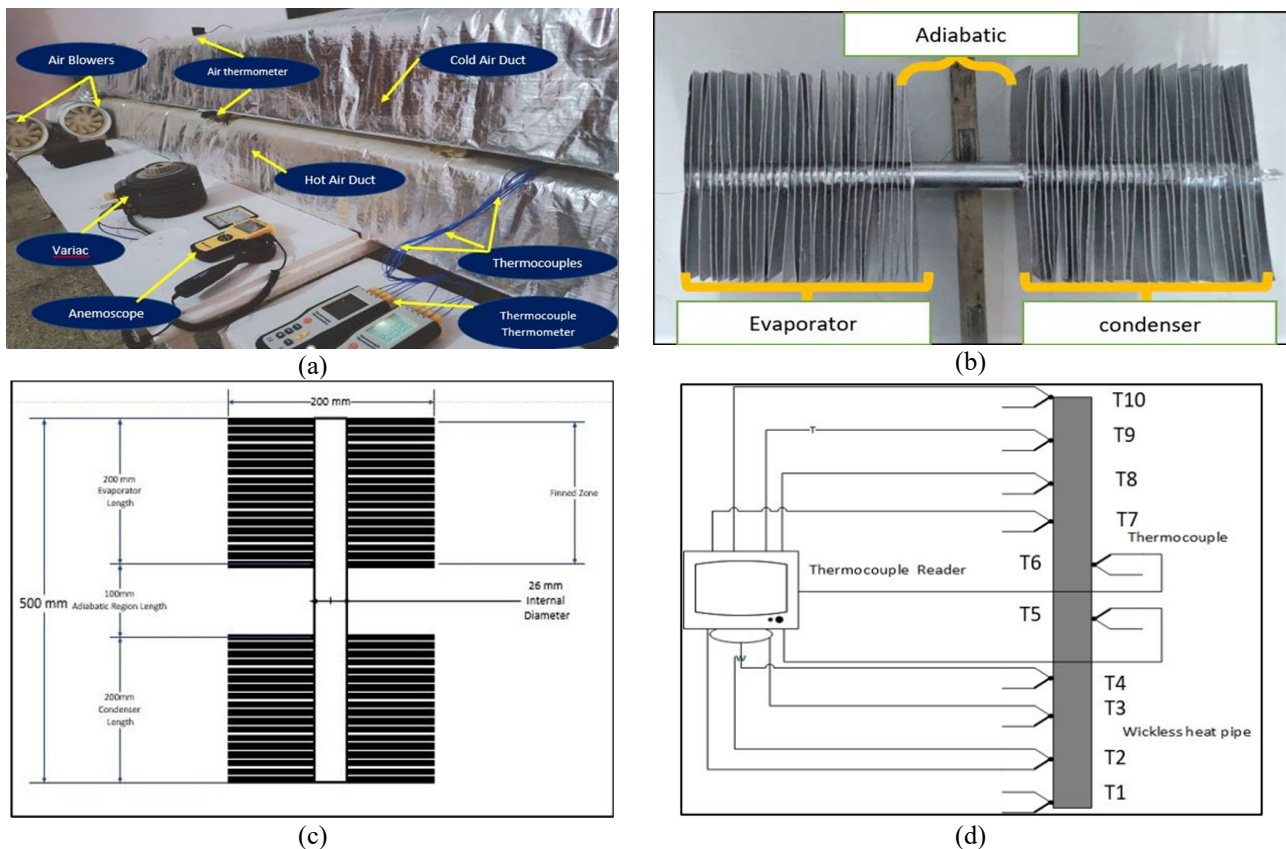 Air Blowers
Air thermometer
Cold Air Duct
Hot Air Duct
Variac
Thermocouples
Anemoscope
Thermocouple
Thermometer
(a)
Adiabatic
Evaporator
condenser
(b)
200 mm
200 mm
Evaporator
Length
Finned Zone
500 mm
100mm
Adiabatic Region Length
26 mm
Internal
Diameter
200mm
Condenser
Length
(c)
T10
T
T9
T8
T7
Thermocouple
T6
Thermocouple Reader
T5
W
T4
T3
Wickless heat pipe
T2
T1
(d)